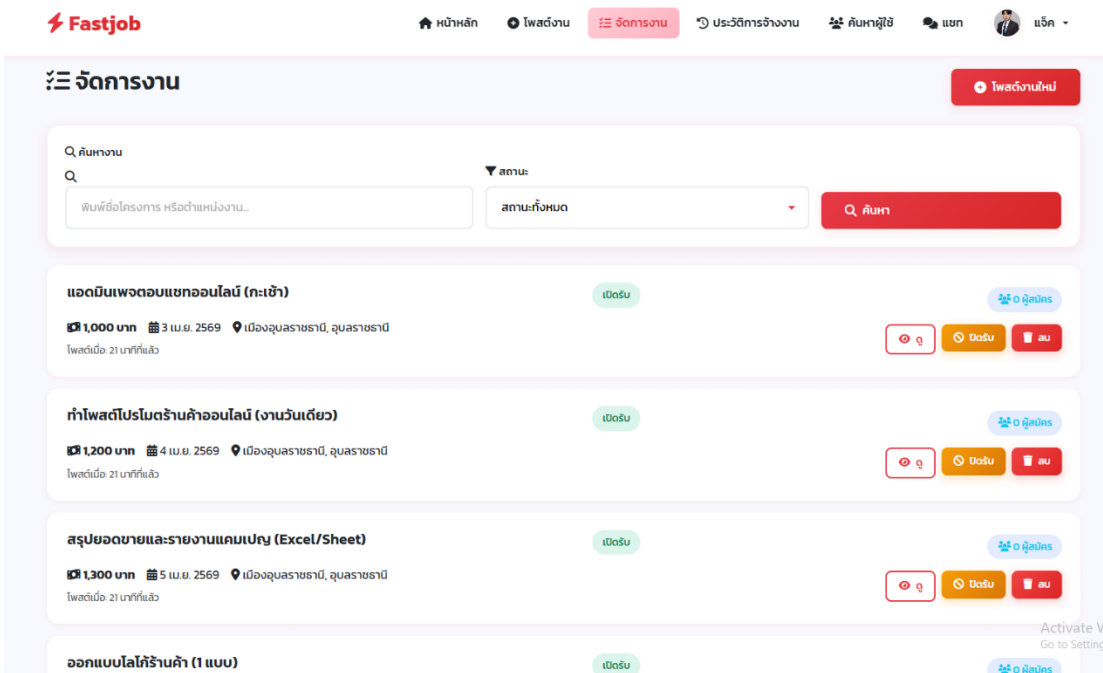 Fastjob
หน้าหลัก โพสต์งาน จัดการงาน ประวัติการจ้างงาน ค้นหาผู้ใช้ แชท แจ็ค
จัดการงาน
โพสต์งานใหม่
ค้นหางาน
สถานะ
พิมพ์ชื่อโครงการ หรือตำแหน่งงาน...
สถานะทั้งหมด
ค้นหา
แอดมินเพจตอบแชทออนไลน์ (กะเช้า)
เปิดรับ
0 ผู้สมัคร
1,000 บาท 3 เม.ย. 2569 เมืองอุบลราชธานี, อุบลราชธานี
โพสต์เมื่อ: 21 นาทีที่แล้ว
ดู ปิดรับ ลบ
ทำโพสต์โปรโมตร้านค้าออนไลน์ (งานวันเดียว)
เปิดรับ
0 ผู้สมัคร
1,200 บาท 4 เม.ย. 2569 เมืองอุบลราชธานี, อุบลราชธานี
โพสต์เมื่อ: 21 นาทีที่แล้ว
ดู ปิดรับ ลบ
สรุปยอดขายและรายงานแคมเปญ (Excel/Sheet)
เปิดรับ
0 ผู้สมัคร
1,300 บาท 5 เม.ย. 2569 เมืองอุบลราชธานี, อุบลราชธานี
โพสต์เมื่อ: 21 นาทีที่แล้ว
ดู ปิดรับ ลบ
Activate W
Go to Setting
ออกแบบโลโก้ร้านค้า (1 แบบ)
เปิดรับ
0 ผู้สมัคร